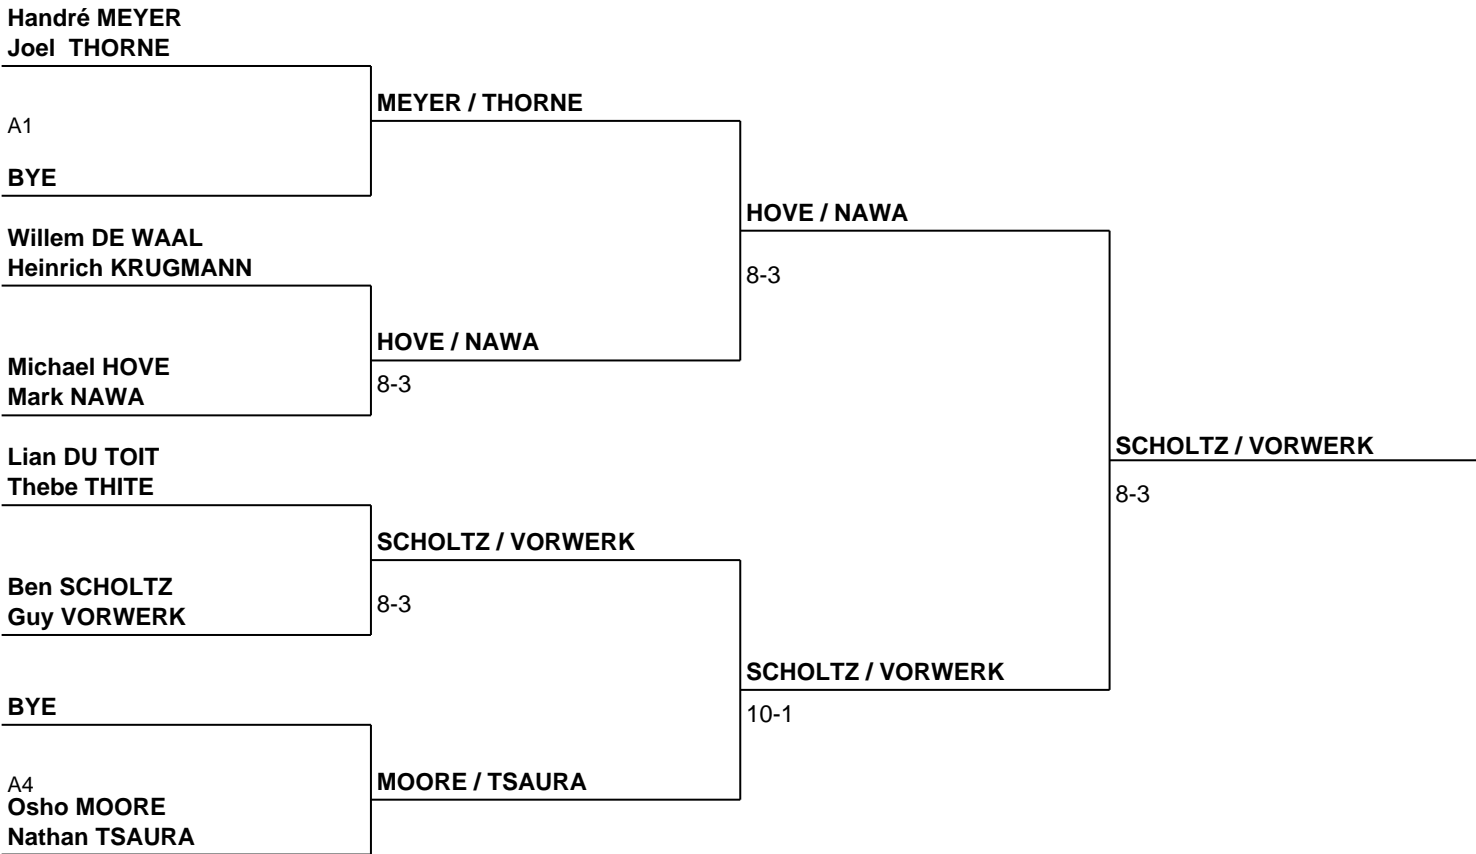 Handré MEYER
Joel  THORNE
MEYER / THORNE
A1
BYE
HOVE / NAWA
Willem DE WAAL
Heinrich KRUGMANN
8-3
HOVE / NAWA
Michael HOVE
8-3
Mark NAWA
SCHOLTZ / VORWERK
Lian DU TOIT
Thebe THITE
8-3
SCHOLTZ / VORWERK
Ben SCHOLTZ
8-3
Guy VORWERK
SCHOLTZ / VORWERK
BYE
10-1
A4
MOORE / TSAURA
Osho MOORE
Nathan TSAURA